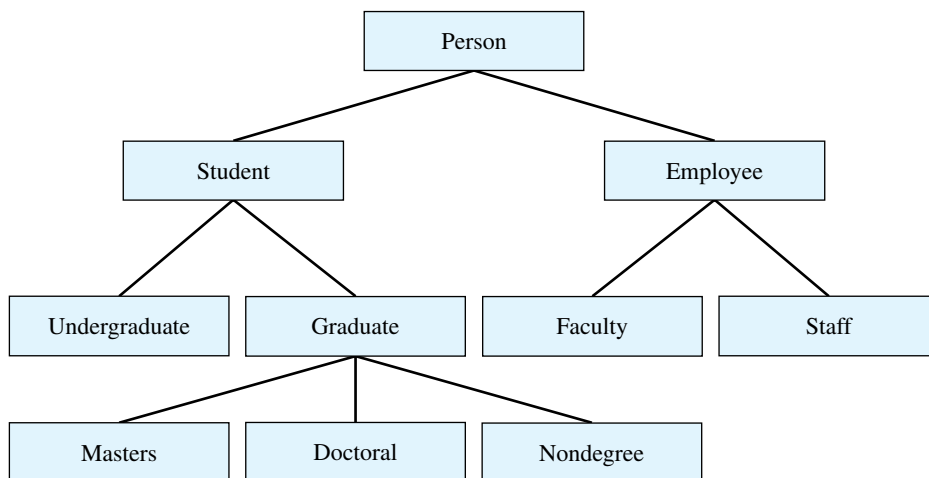 Person
Student
Employee
Undergraduate
Graduate
Faculty
Staff
Masters
Doctoral
Nondegree